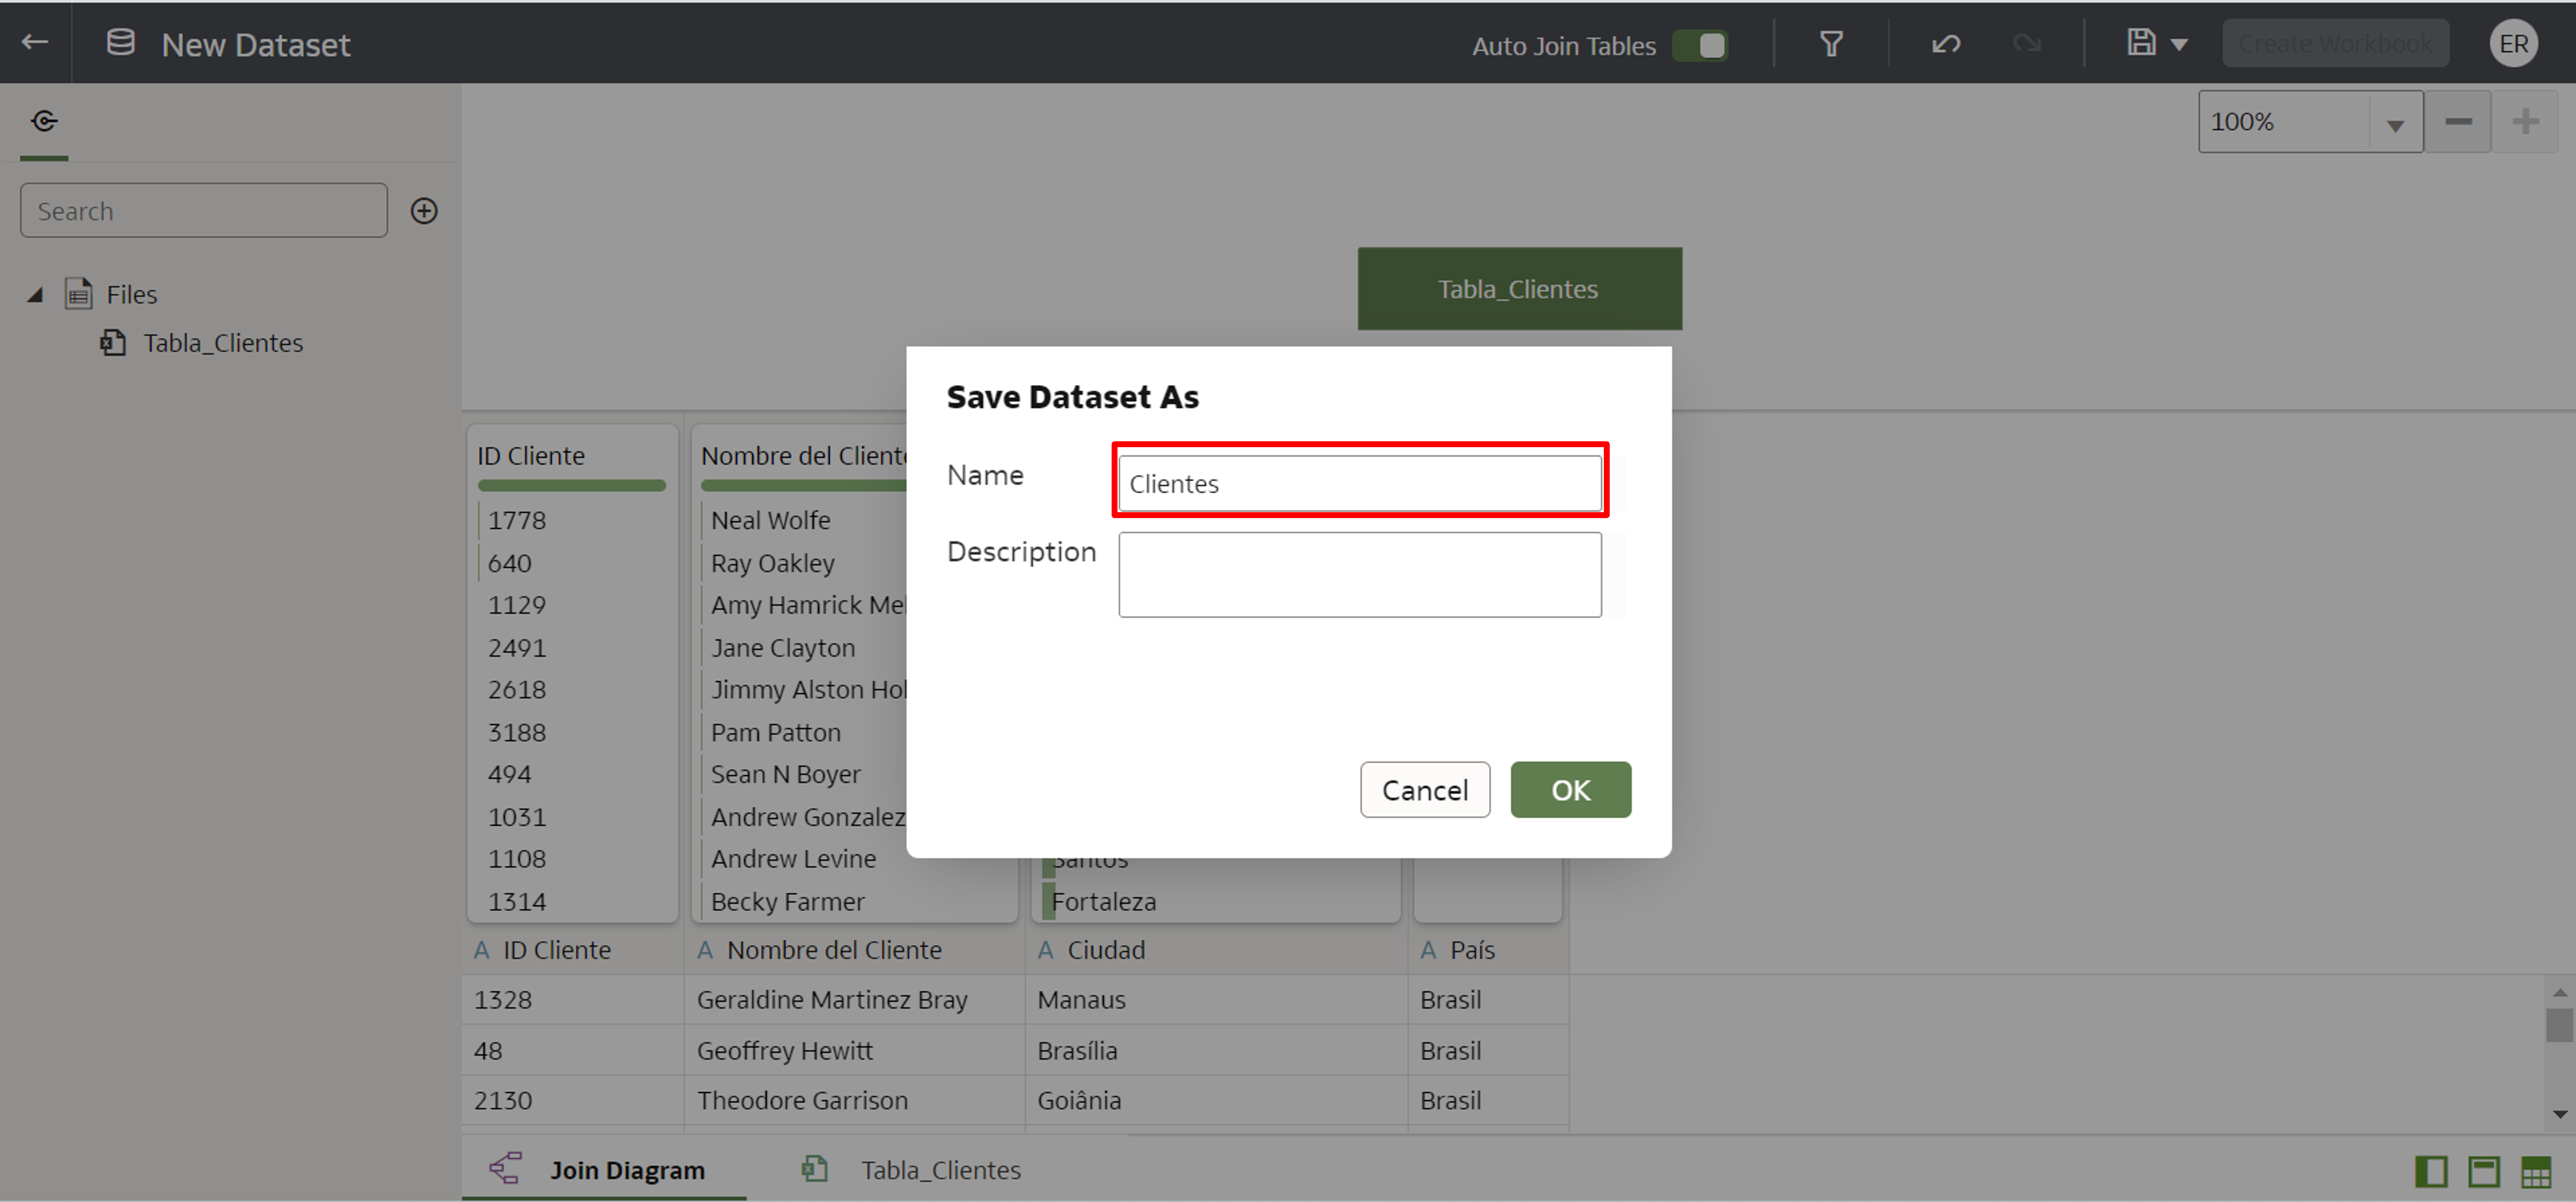 New Dataset
Auto Join Tables
Create Workbook
ER
100%
Search
Files
Tabla_Clientes
Tabla_Clientes
Save Dataset As
Name
Clientes
Description
Cancel
OK
ID Cliente
1778
640
1129
2491
2618
3188
494
1031
1108
1314
Nombre del Cliente
Neal Wolfe
Ray Oakley
Amy Hamrick Mel
Jane Clayton
Jimmy Alston Hol
Pam Patton
Sean N Boyer
Andrew Gonzalez
Andrew Levine
Becky Farmer
Santos
Fortaleza
A ID Cliente A Nombre del Cliente A Ciudad A País
1328 Geraldine Martinez Bray Manaus Brasil
48 Geoffrey Hewitt Brasília Brasil
2130 Theodore Garrison Goiânia Brasil
Join Diagram
Tabla_Clientes